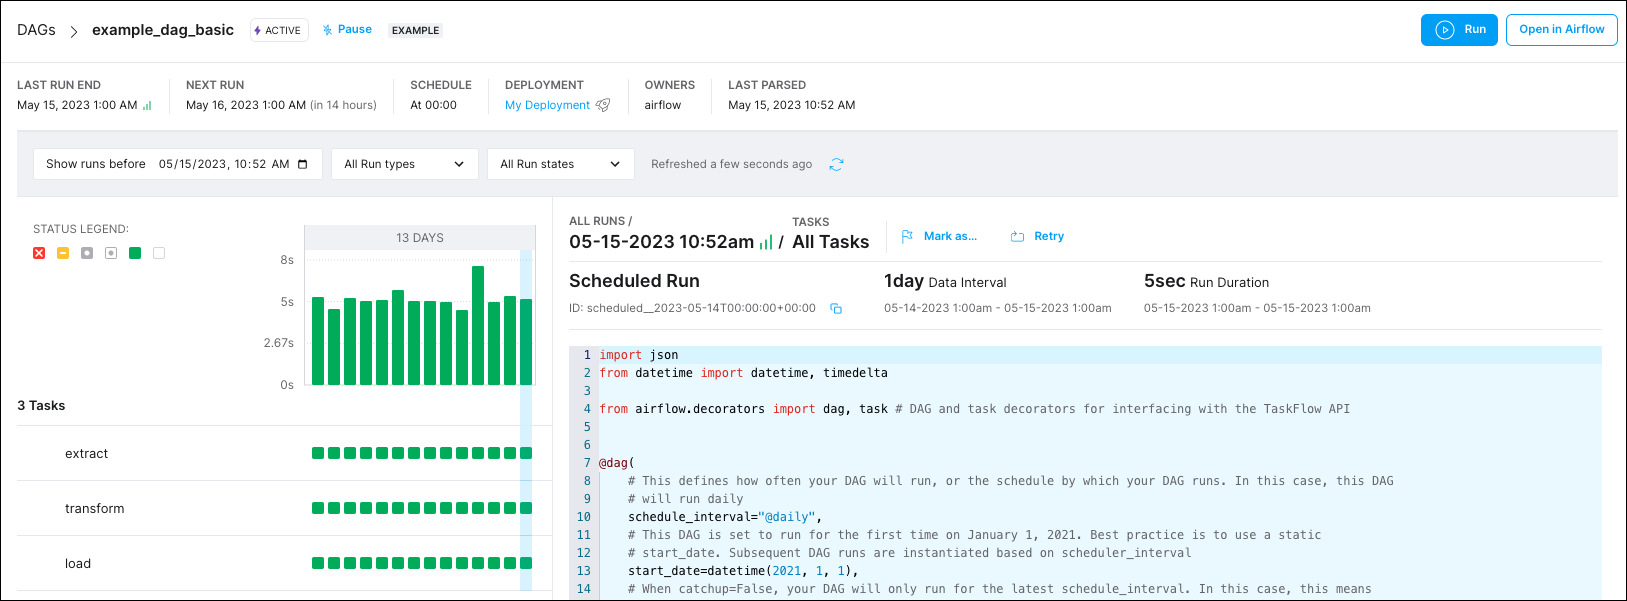 DAGs > example_dag_basic ACTIVE Pause EXAMPLE Run Open in Airflow
LAST RUN END NEXT RUN SCHEDULE DEPLOYMENT OWNERS LAST PARSED
May 15, 2023 1:00 AM May 16, 2023 1:00 AM (in 14 hours) At 00:00 My Deployment airflow May 15, 2023 10:52 AM
Show runs before 05/15/2023, 10:52 AM All Run types All Run states Refreshed a few seconds ago
STATUS LEGEND:
13 DAYS
8s
5s
2.67s
0s
3 Tasks
extract
transform
load
ALL RUNS / TASKS
05-15-2023 10:52am / All Tasks Mark as... Retry
Scheduled Run 1day Data Interval 5sec Run Duration
ID: scheduled__2023-05-14T00:00:00+00:00 05-14-2023 1:00am - 05-15-2023 1:00am 05-15-2023 1:00am - 05-15-2023 1:00am
1 import json
2 from datetime import datetime, timedelta
3
4 from airflow.decorators import dag, task # DAG and task decorators for interfacing with the TaskFlow API
5
6
7 @dag(
8 # This defines how often your DAG will run, or the schedule by which your DAG runs. In this case, this DAG
9 # will run daily
10 schedule_interval="@daily",
11 # This DAG is set to run for the first time on January 1, 2021. Best practice is to use a static
12 # start_date. Subsequent DAG runs are instantiated based on scheduler_interval
13 start_date=datetime(2021, 1, 1),
14 # When catchup=False, your DAG will only run for the latest schedule_interval. In this case, this means